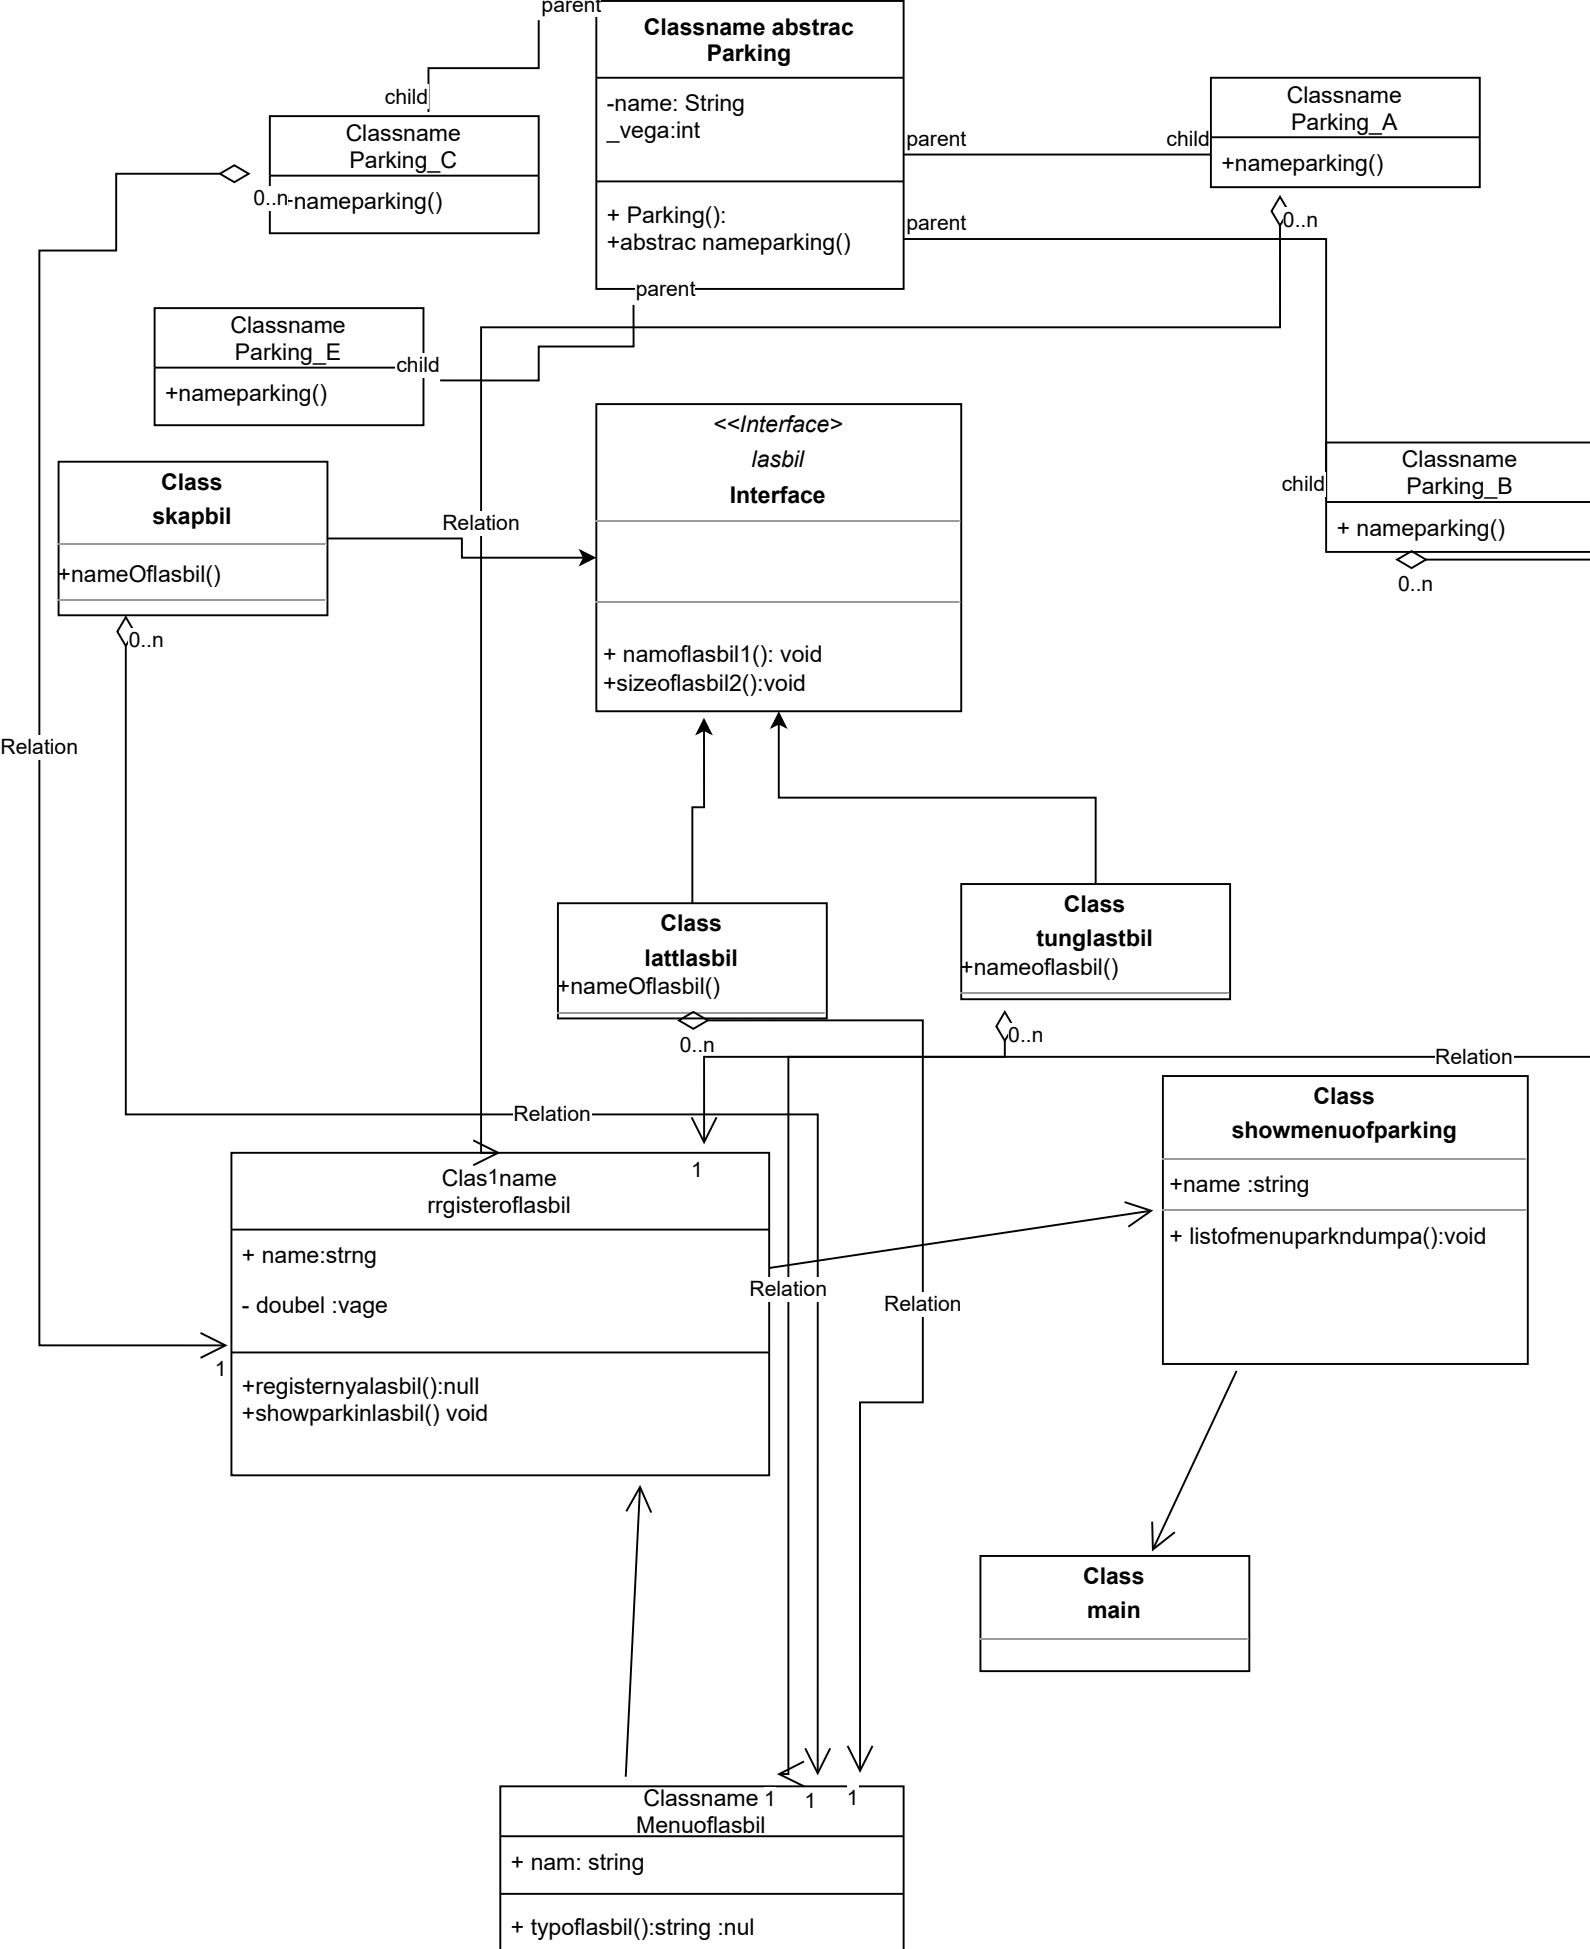 parent
Classname abstrac
Parking
-name: String
_vega:int
+ Parking():
+abstrac nameparking()
child
Classname
Parking_C
-nameparking()
0..n
parent
child
Classname
Parking_A
+nameparking()
0..n
parent
parent
Classname
Parking_E
child
+nameparking()
<<Interface>
lasbil
Interface
+ namoflasbil1(): void
+sizeoflasbil2():void
child
Classname
Parking_B
+ nameparking()
0..n
Class
skapbil
+nameOflasbil()
0..n
Relation
Relation
Class
lattlasbil
+nameOflasbil()
0..n
Class
tunglastbil
+nameoflasbil()
0..n
Relation
Relation
Class
showmenuofparking
+name :string
+ listofmenuparkndumpa():void
1
1
Clas name
rrgisteroflasbil
+ name:strng
- doubel :vage
+registernyalasbil():null
+showparkinlasbil() void
1
Relation
Relation
Class
main
Classname
1
1
1
Menuoflasbil
+ nam: string
+ typoflasbil():string :nul